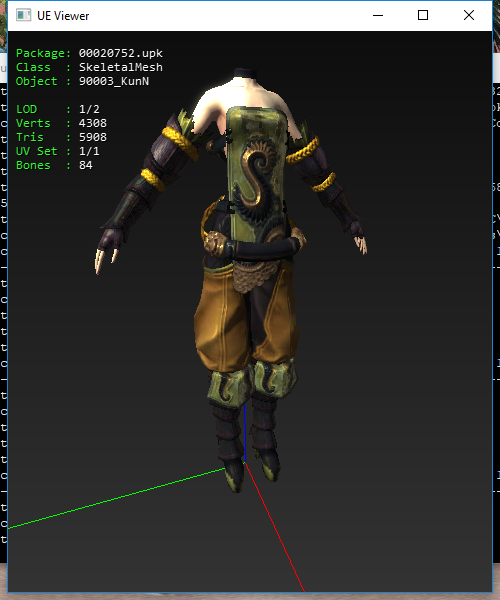 UE Viewer
Package: 00020752.upk
Class : SkeletalMesh
Object : 90003_KunN
LOD : 1/2
Verts : 4308
Tris : 5908
UV Set : 1/1
Bones : 84